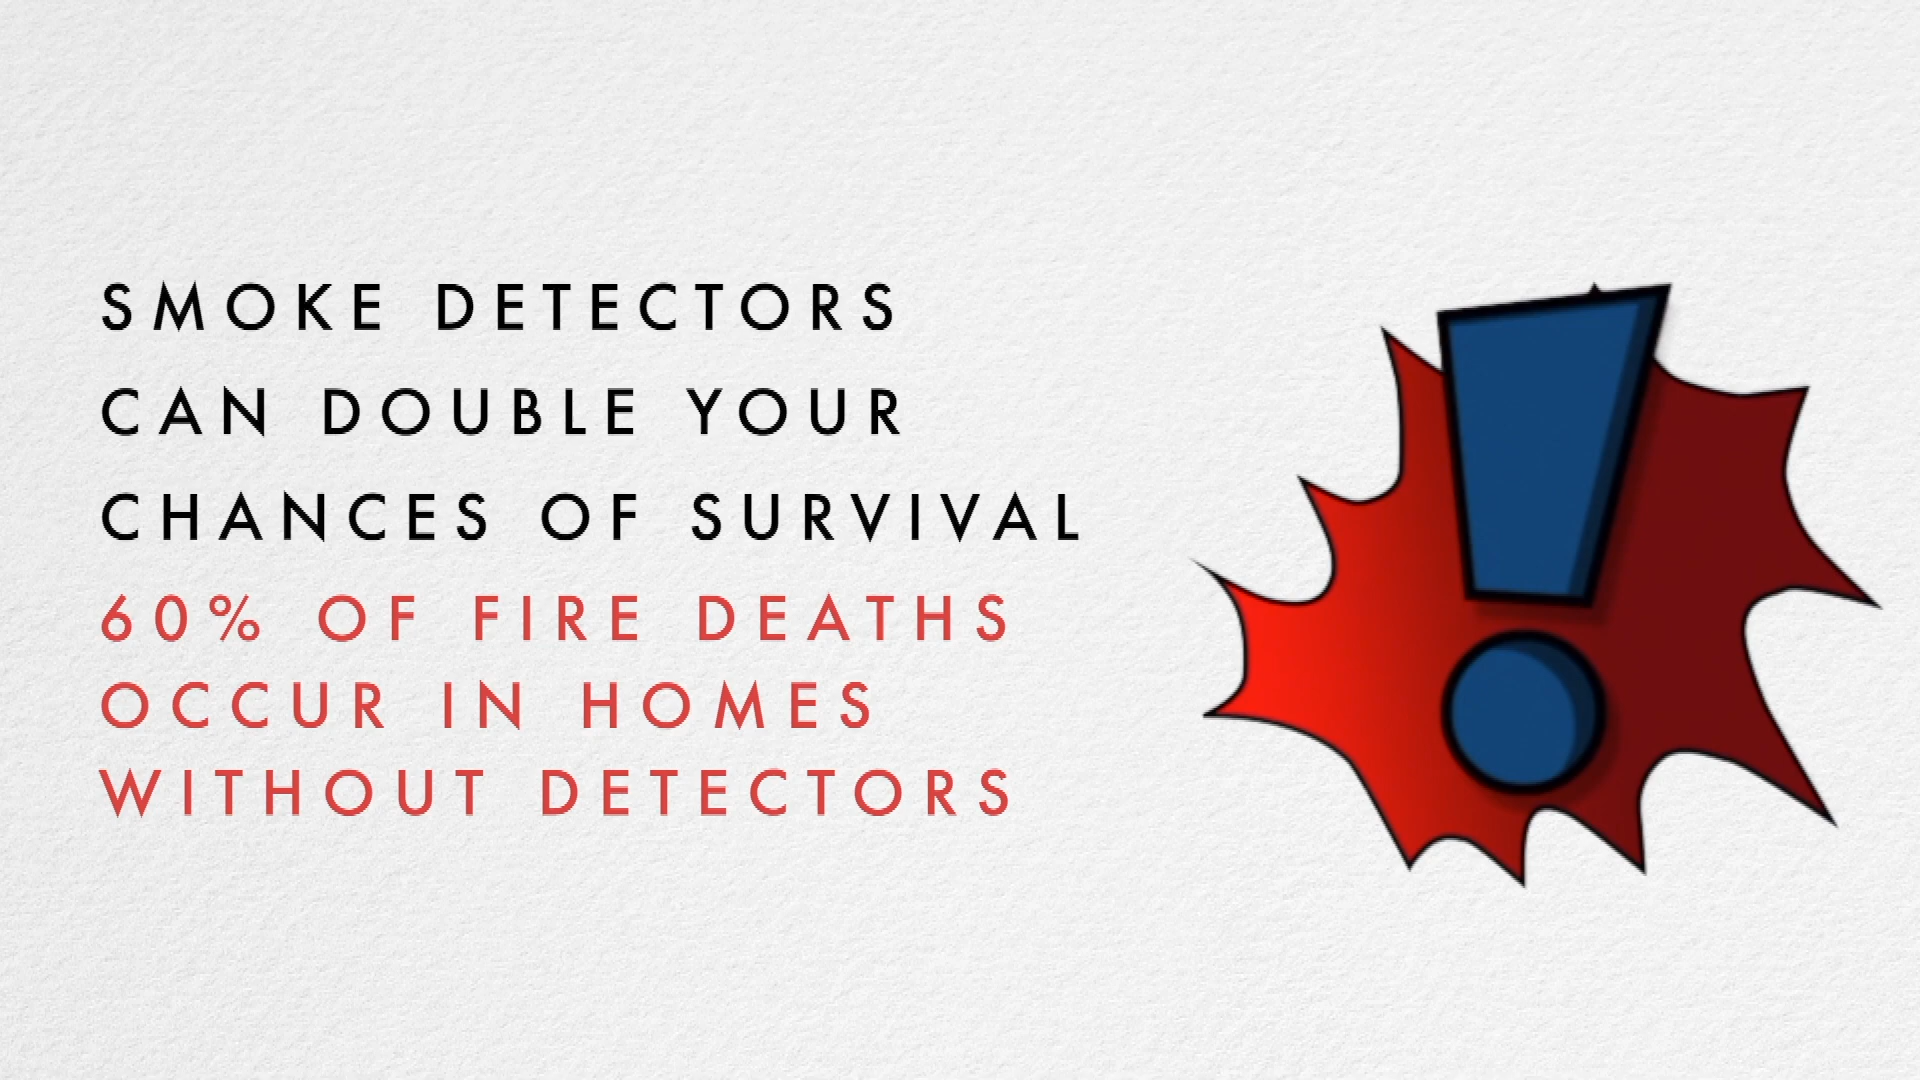 SMOKE DETECTORS
CAN DOUBLE YOUR
CHANCES OF SURVIVAL
60% OF FIRE DEATHS
OCCUR IN HOMES
WITHOUT DETECTORS